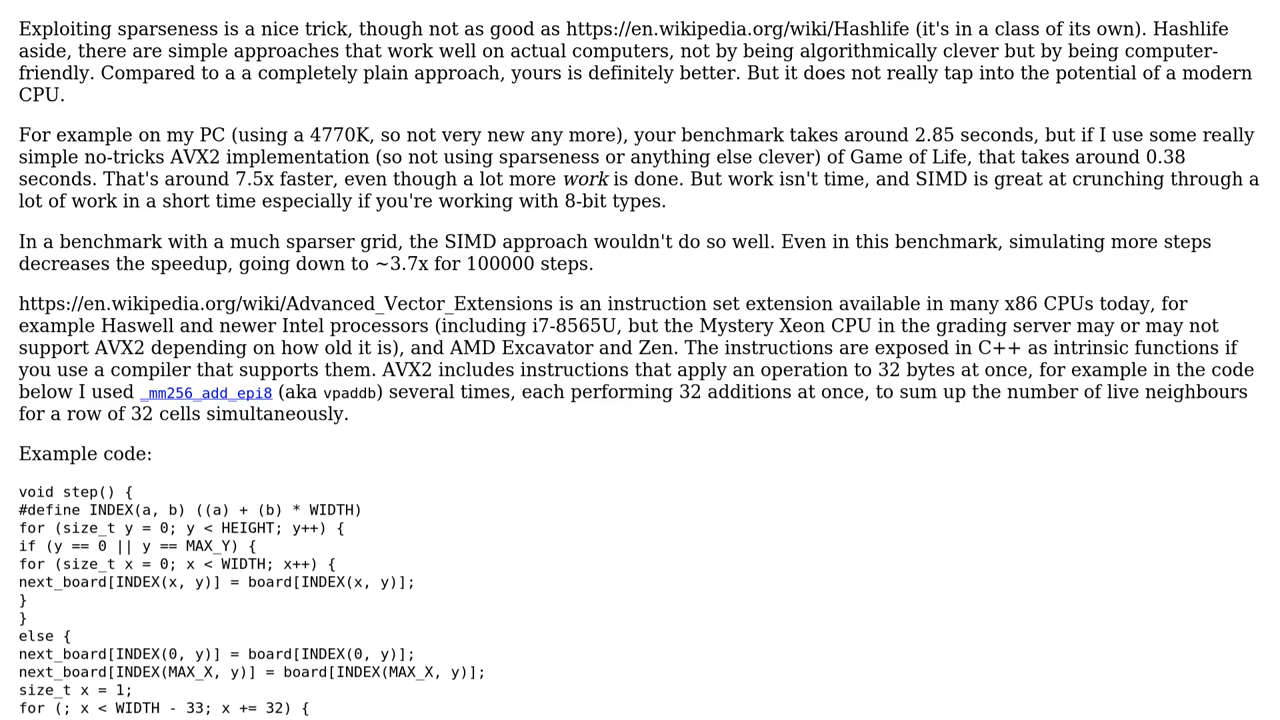 Exploiting sparseness is a nice trick, though not as good as https://en.wikipedia.org/wiki/Hashlife (it's in a class of its own). Hashlife
aside, there are simple approaches that work well on actual computers, not by being algorithmically clever but by being computer-
friendly. Compared to a a completely plain approach, yours is definitely better. But it does not really tap into the potential of a modern
CPU.
For example on my PC (using a 4770K, so not very new any more), your benchmark takes around 2.85 seconds, but if I use some really
simple no-tricks AVX2 implementation (so not using sparseness or anything else clever) of Game of Life, that takes around 0.38
seconds. That's around 7.5x faster, even though a lot more work is done. But work isn't time, and SIMD is great at crunching through a
lot of work in a short time especially if you're working with 8-bit types.
In a benchmark with a much sparser grid, the SIMD approach wouldn't do so well. Even in this benchmark, simulating more steps
decreases the speedup, going down to ~3.7x for 100000 steps.
https://en.wikipedia.org/wiki/Advanced_Vector_Extensions is an instruction set extension available in many x86 CPUs today, for
example Haswell and newer Intel processors (including i7-8565U, but the Mystery Xeon CPU in the grading server may or may not
support AVX2 depending on how old it is), and AMD Excavator and Zen. The instructions are exposed in C++ as intrinsic functions if
you use a compiler that supports them. AVX2 includes instructions that apply an operation to 32 bytes at once, for example in the code
below I used _mm256_add_epi8 (aka vpaddb) several times, each performing 32 additions at once, to sum up the number of live neighbours
for a row of 32 cells simultaneously.
Example code:
void step() {
#define INDEX(a, b) ((a) + (b) * WIDTH)
for (size_t y = 0; y < HEIGHT; y++) {
if (y == 0 || y == MAX_Y) {
for (size_t x = 0; x < WIDTH; x++) {
next_board[INDEX(x, y)] = board[INDEX(x, y)];
}
}
else {
next_board[INDEX(0, y)] = board[INDEX(0, y)];
next_board[INDEX(MAX_X, y)] = board[INDEX(MAX_X, y)];
size_t x = 1;
for (; x < WIDTH - 33; x += 32) {